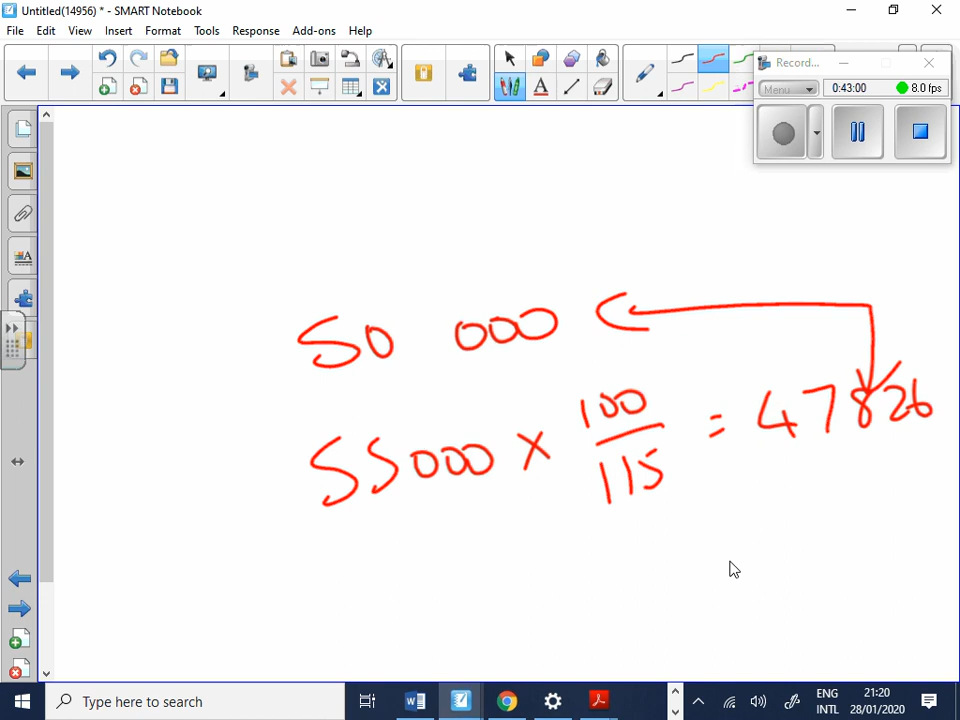 Untitled(14956) * - SMART Notebook
File Edit View Insert Format Tools Response Add-ons Help
Record...
Menu 0:43:00 8.0 fps
50 000
55000 × 100/115 = 47826
Type here to search
ENG
INTL
21:20
28/01/2020